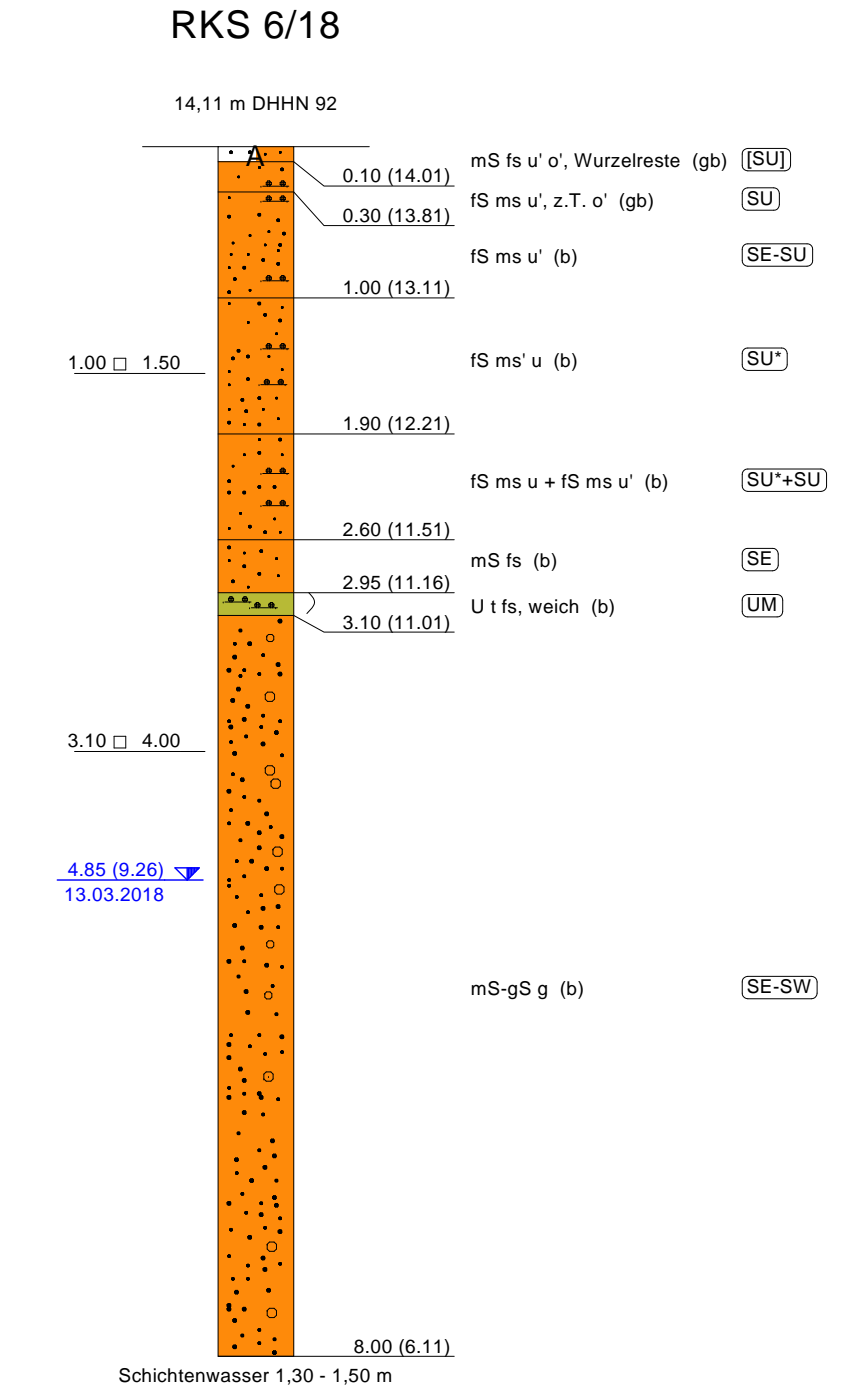 RKS 6/18
14,11 m DHHN 92
A
mS fs u' o', Wurzelreste (gb) [SU]
0.10 (14.01)
fS ms u', z.T. o' (gb) SU
0.30 (13.81)
fS ms u' (b) SE-SU
1.00 (13.11)
1.00 □ 1.50
fS ms' u (b) SU*
1.90 (12.21)
fS ms u + fS ms u' (b) SU*+SU
2.60 (11.51)
mS fs (b) SE
2.95 (11.16)
U t fs, weich (b) UM
3.10 (11.01)
3.10 □ 4.00
4.85 (9.26)
13.03.2018
mS-gS g (b) SE-SW
8.00 (6.11)
Schichtenwasser 1,30 - 1,50 m